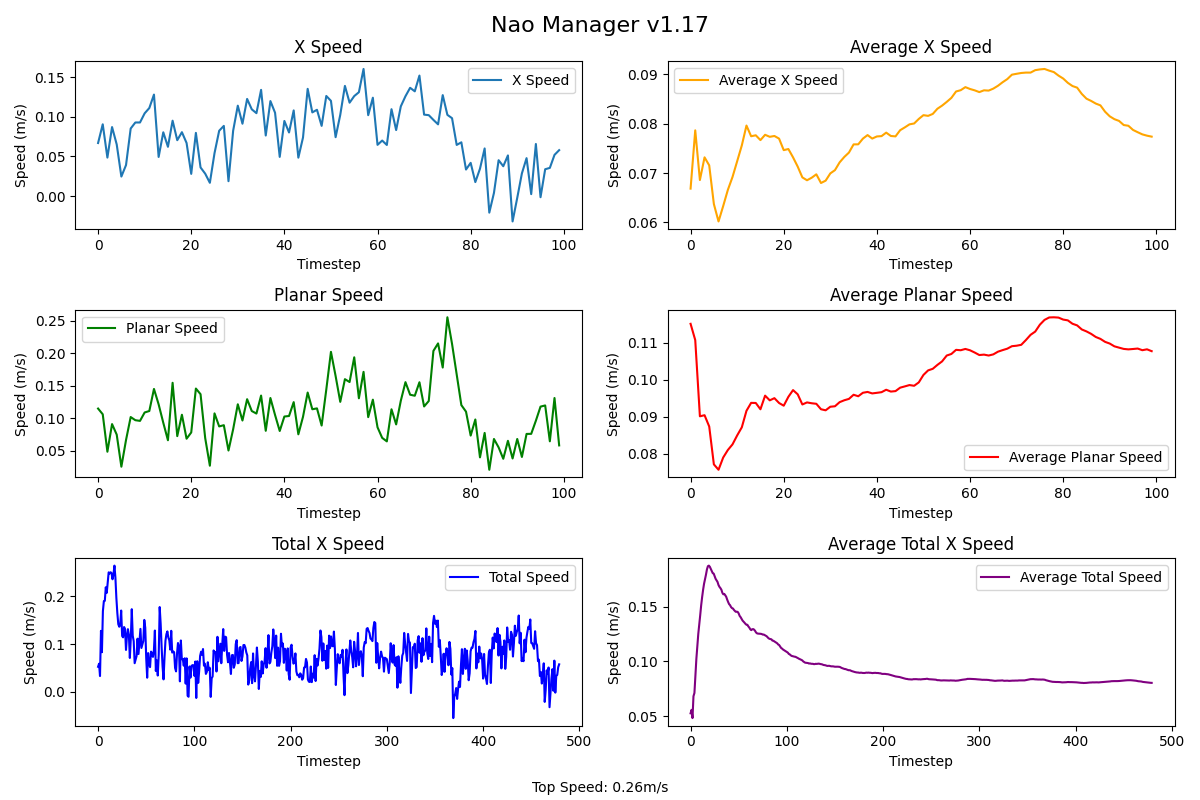 Nao Manager v1.17
X Speed
Speed (m/s)
0.15
0.10
0.05
0.00
X Speed
0 20 40 60 80 100
Timestep
Average X Speed
Speed (m/s)
0.09
0.08
0.07
0.06
Average X Speed
0 20 40 60 80 100
Timestep
Planar Speed
Speed (m/s)
0.25
0.20
0.15
0.10
0.05
Planar Speed
0 20 40 60 80 100
Timestep
Average Planar Speed
Speed (m/s)
0.11
0.10
0.09
0.08
Average Planar Speed
0 20 40 60 80 100
Timestep
Total X Speed
Speed (m/s)
0.2
0.1
0.0
Total Speed
0 100 200 300 400 500
Timestep
Average Total X Speed
Speed (m/s)
0.15
0.10
0.05
Average Total Speed
0 100 200 300 400 500
Timestep
Top Speed: 0.26m/s